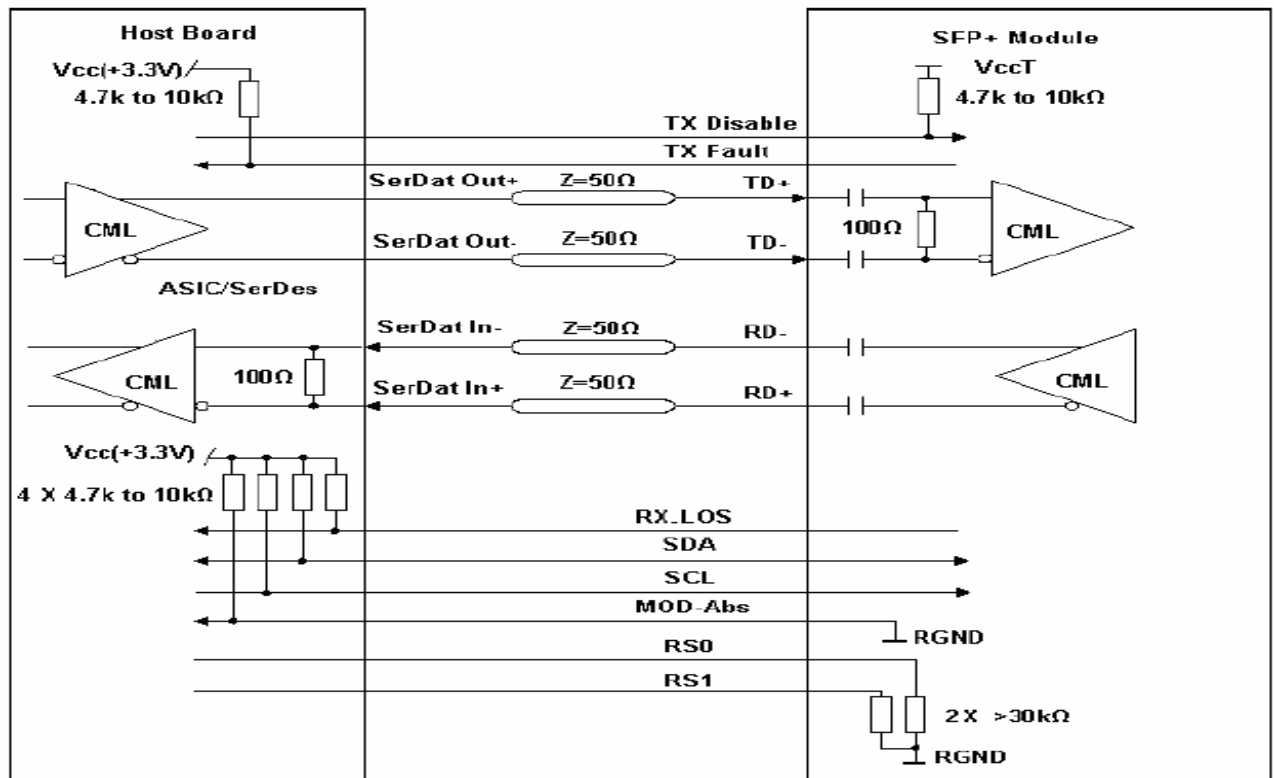 Host Board
SFP+ Module
Vcc(+3.3V)
4.7k to 10kΩ
VccT
4.7k to 10kΩ
TX Disable
TX Fault
SerDat Out+
Z=50Ω
TD+
CML
100Ω
CML
SerDat Out-
Z=50Ω
TD-
ASIC/SerDes
SerDat In-
Z=50Ω
RD-
CML
100Ω
CML
SerDat In+
Z=50Ω
RD+
Vcc(+3.3V)
4 X 4.7k to 10kΩ
RX_LOS
SDA
SCL
MOD-Abs
RGND
RS0
RS1
2X >30kΩ
RGND